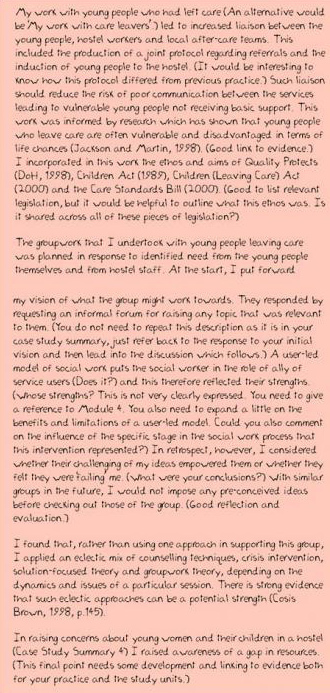 My work with young people who had left care (An alternative would
be 'My work with care leavers'.) led to increased liaison between the
young people, hostel workers and local after-care teams. This
included the production of a joint protocol regarding referrals and the
induction of young people to the hostel. (It would be interesting to
know how this protocol differed from previous practice.) Such liaison
should reduce the risk of poor communication between the services
leading to vulnerable young people not receiving basic support. This
work was informed by research which has shown that young people
who leave care are often vulnerable and disadvantaged in terms of
life chances (Jackson and Martin, 1998). (Good link to evidence.)
I incorporated in this work the ethos and aims of Quality Protects
(DoH, 1998), Children Act (1989), Children (Leaving Care) Act
(2000) and the Care Standards Bill (2000). (Good to list relevant
legislation, but it would be helpful to outline what this ethos was. Is
it shared across all of these pieces of legislation?)
The groupwork that I undertook with young people leaving care
was planned in response to identified need from the young people
themselves and from hostel staff. At the start, I put forward
my vision of what the group might work towards. They responded by
requesting an informal forum for raising any topic that was relevant
to them. (You do not need to repeat this description as it is in your
case study summary, just refer back to the response to your initial
vision and then lead into the discussion which follows.) A user-led
model of social work puts the social worker in the role of ally of
service users (Does it?) and this therefore reflected their strengths.
(Whose strengths? This is not very clearly expressed. You need to give
a reference to Module 4. You also need to expand a little on the
benefits and limitations of a user-led model. Could you also comment
on the influence of the specific stage in the social work process that
this intervention represented?) In retrospect, however, I considered
whether their challenging of my ideas empowered them or whether they
felt they were failing me. (What were your conclusions?) With similar
groups in the future, I would not impose any pre-conceived ideas
before checking out those of the group. (Good reflection and
evaluation.)
I found that, rather than using one approach in supporting this group,
I applied an eclectic mix of counselling techniques, crisis intervention,
solution-focused theory and groupwork theory, depending on the
dynamics and issues of a particular session. There is strong evidence
that such eclectic approaches can be a potential strength (Cosis
Brown, 1998, p.145).
In raising concerns about young women and their children in a hostel
(Case Study Summary 4) I raised awareness of a gap in resources.
(This final point needs some development and linking to evidence both
for your practice and the study units.)